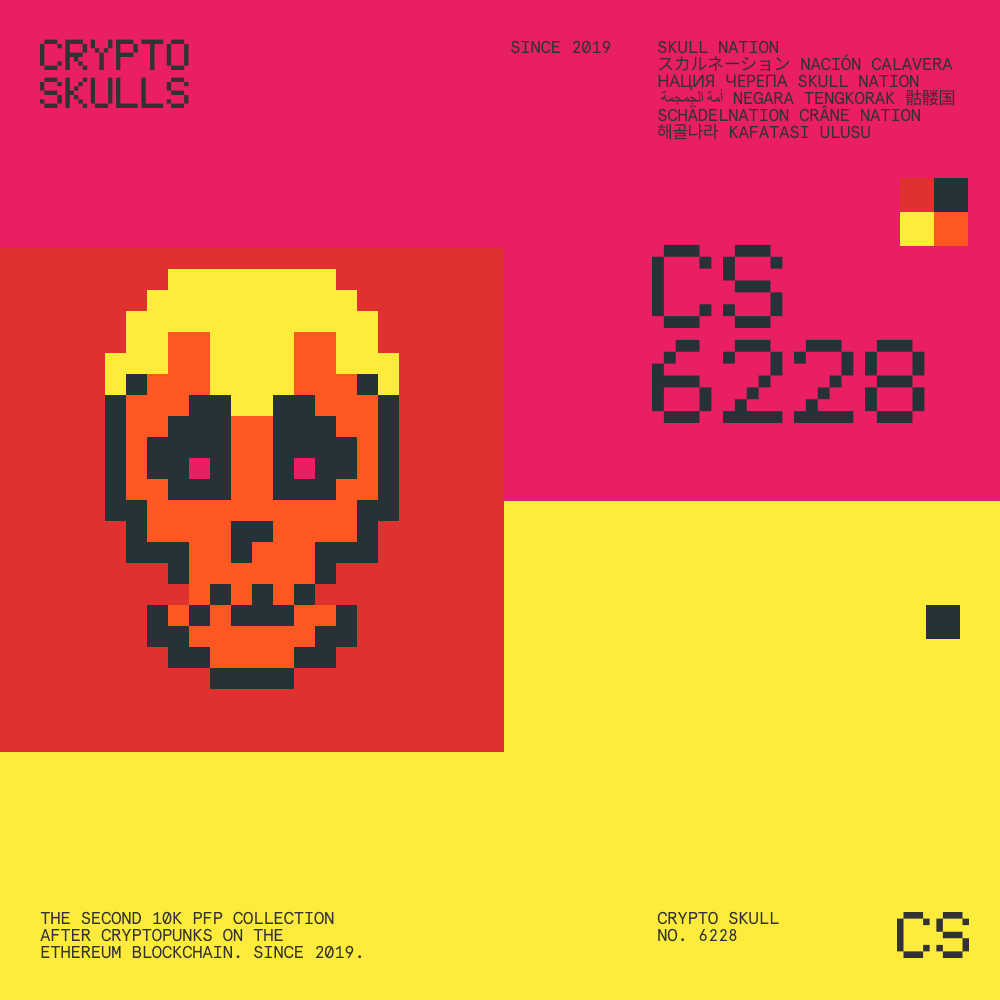 CRYPTO
SKULLS
SINCE 2019
SKULL NATION
スカルネーション NACIÓN CALAVERA
НАЦИЯ ЧЕРЕПА SKULL NATION
أمة الجمجمة NEGARA TENGKORAK 骷髅国
SCHÄDELNATION CRÂNE NATION
해골나라 KAFATASI ULUSU
CS
6228
THE SECOND 10K PFP COLLECTION
AFTER CRYPTOPUNKS ON THE
ETHEREUM BLOCKCHAIN. SINCE 2019.
CRYPTO SKULL
NO. 6228
CS